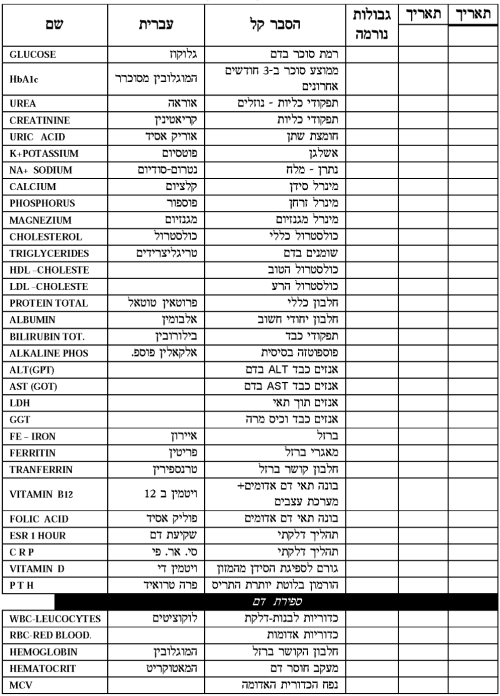 שם עברית הסבר קל גבולות נורמה תאריך תאריך
GLUCOSE גלוקוז רמת סוכר בדם
HbA1c המוגלובין מסוכרר ממוצע סוכר ב-3 חודשים אחרונים
UREA אוראה תפקודי כליות - נוזלים
CREATININE קריאטינין תפקודי כליות
URIC ACID אוריק אסיד חומצת שתן
K+POTASSIUM פוטסיום אשלגן
NA+ SODIUM נטרום-סודיום נתרן - מלח
CALCIUM קלציום מינרל סידן
PHOSPHORUS פוספור מינרל זרחן
MAGNEZIUM מגנזיום מינרל מגנזיום
CHOLESTEROL כולסטרול כולסטרול כללי
TRIGLYCERIDES טריגליצרידים שומנים בדם
HDL –CHOLESTE כולסטרול הטוב
LDL –CHOLESTE כולסטרול הרע
PROTEIN TOTAL פרוטאין טוטאל חלבון כללי
ALBUMIN אלבומין חלבון יחודי חשוב
BILIRUBIN TOT. בילורובין תפקודי כבד
ALKALINE PHOS אלקאלין פוספ. פוספוטזה בסיסית
ALT(GPT) אנזים כבד ALT בדם
AST (GOT) אנזים כבד AST בדם
LDH אנזים תוך תאי
GGT אנזים כבד וכיס מרה
FE – IRON איירון ברזל
FERRITIN פריטין מאגרי ברזל
TRANFERRIN טרנספירין חלבון קושר ברזל
VITAMIN B12 ויטמין ב 12 בונה תאי דם אדומים+ מערכת עצבים
FOLIC ACID פוליק אסיד בונה תאי דם אדומים
ESR 1 HOUR שקיעת דם תהליך דלקתי
C R P סי. אר. פי תהליך דלקתי
VITAMIN D ויטמין די גורם לספיגת הסידן מהמזון
P T H פרה טרואיד הורמון בלוטת יותרת התריס
ספירת דם
WBC-LEUCOCYTES לוקוציטים כדוריות לבנות-דלקת
RBC-RED BLOOD. כדוריות אדומות
HEMOGLOBIN המוגלובין חלבון הקושר ברזל
HEMATOCRIT המאטוקריט מעקב חוסר דם
MCV נפח הכדורית האדומה